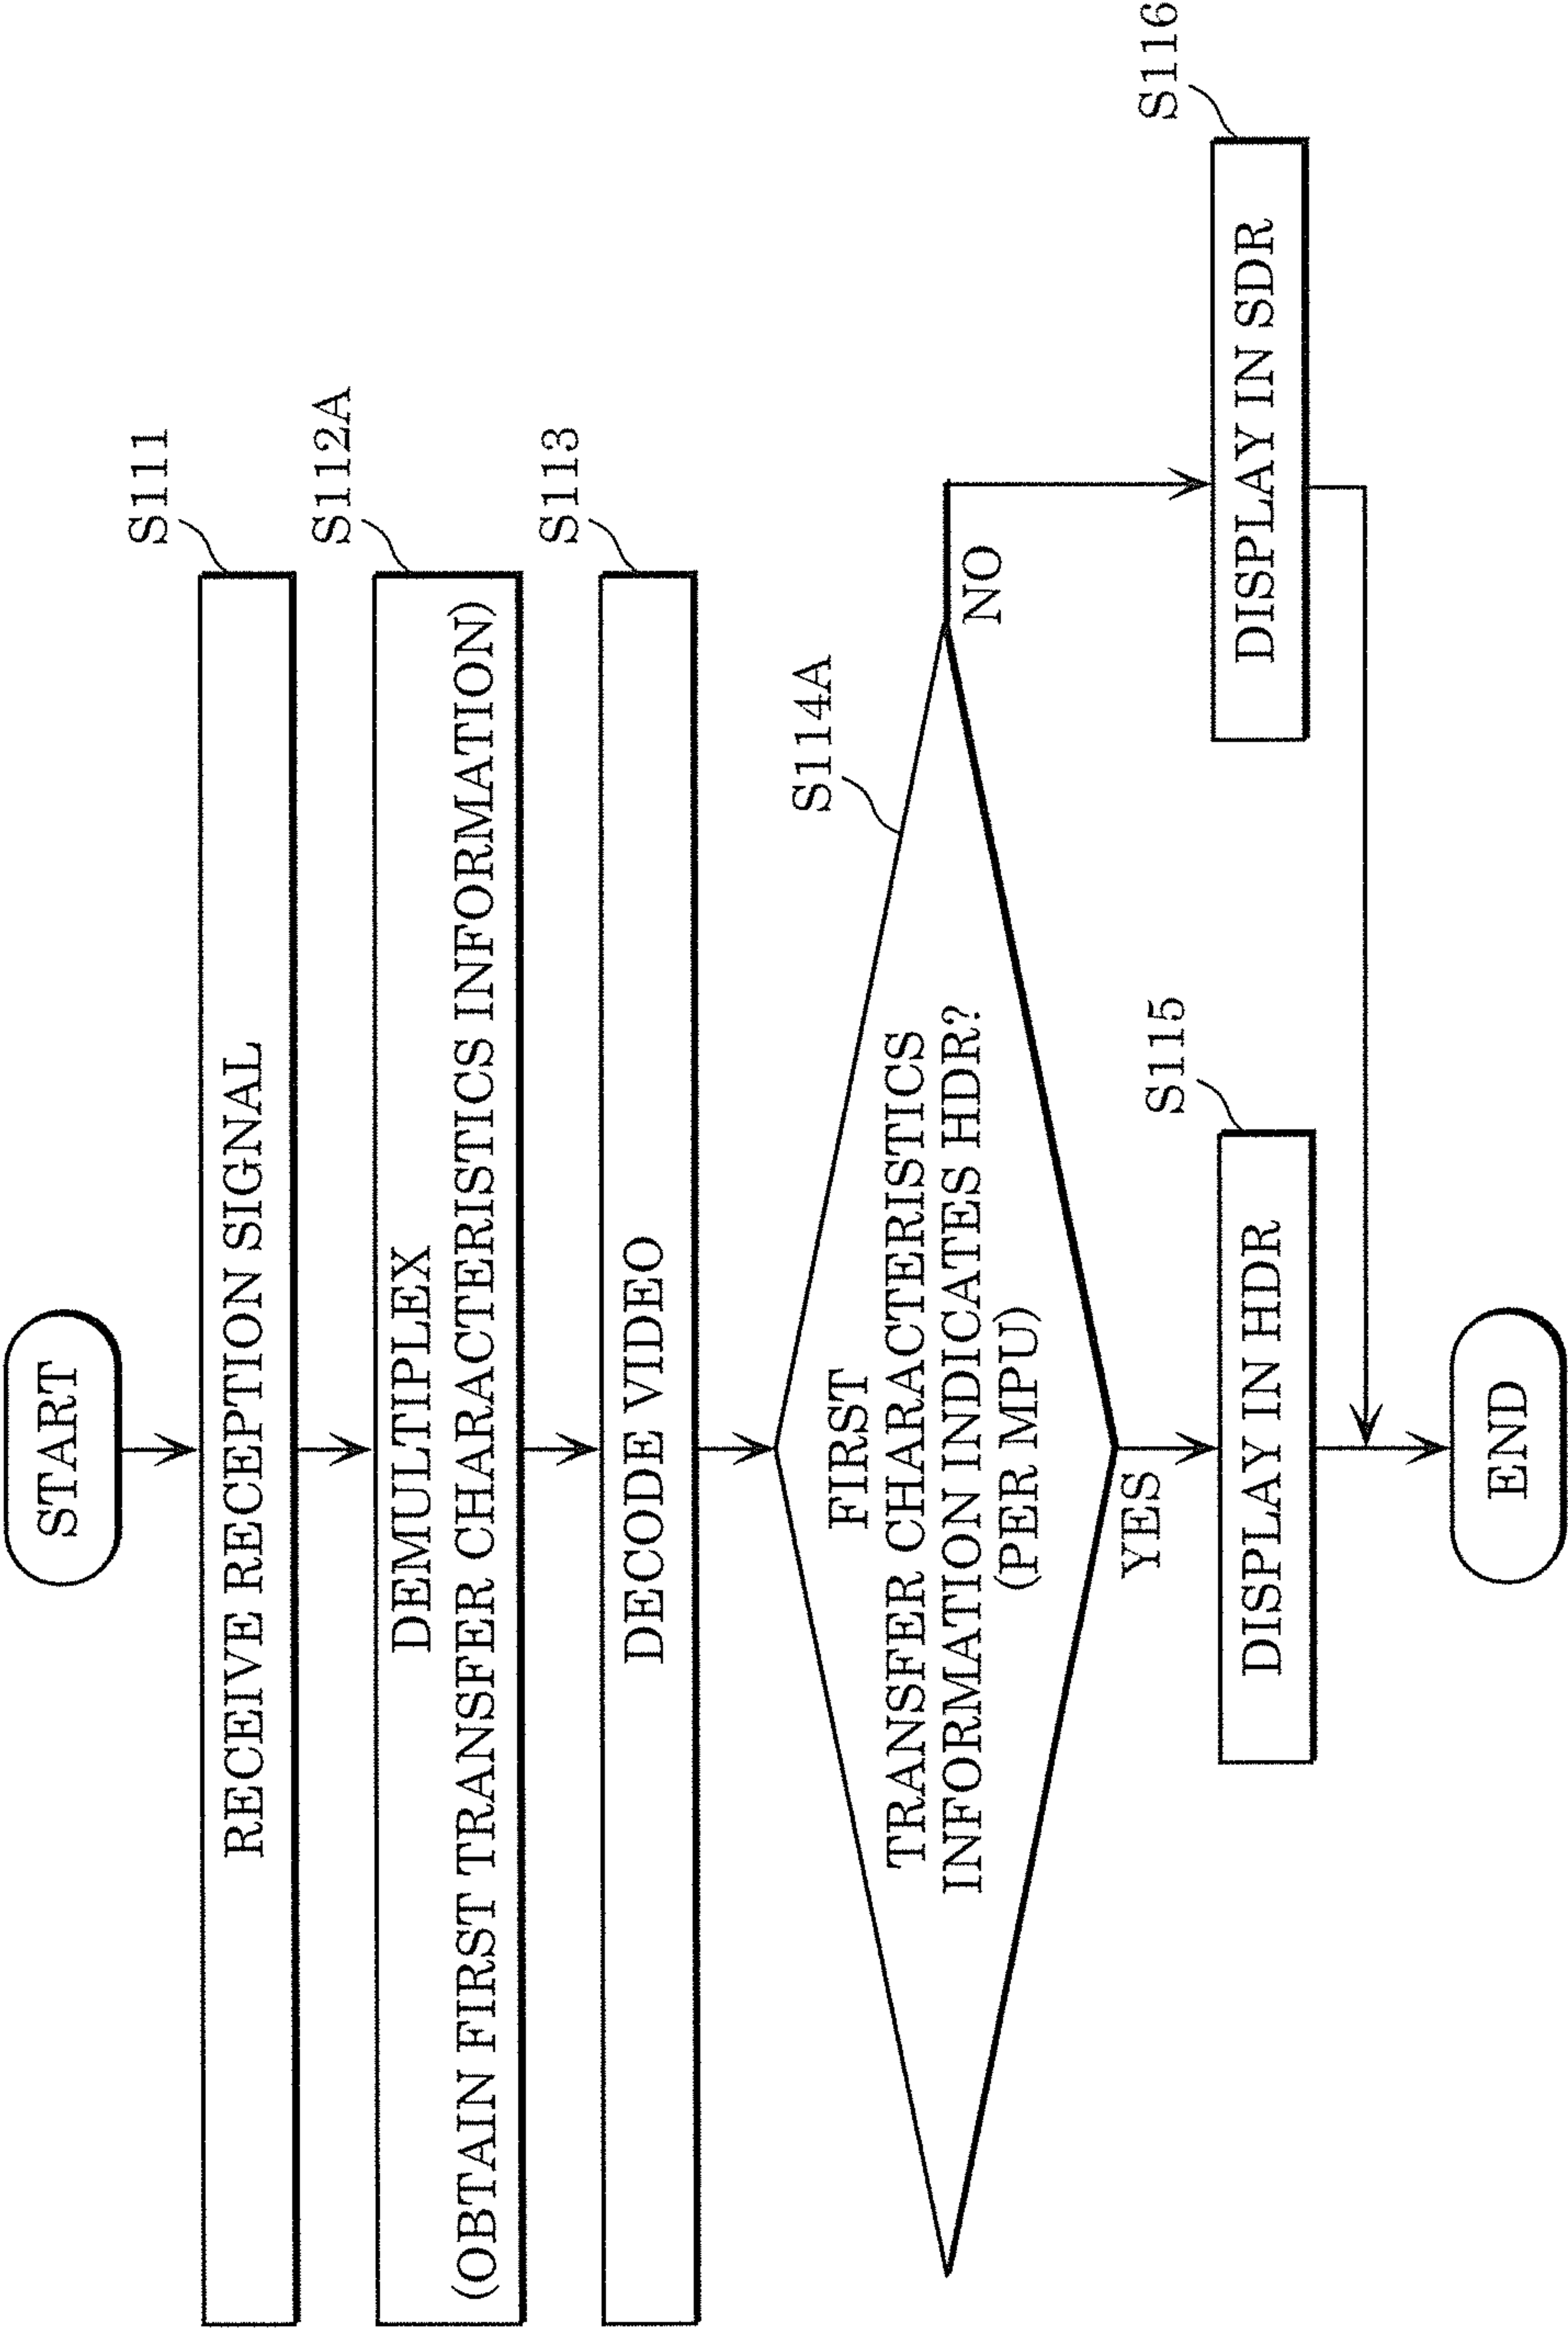 START
S111
RECEIVE RECEPTION SIGNAL
S112A
DEMULTIPLEX
(OBTAIN FIRST TRANSFER CHARACTERISTICS INFORMATION)
S113
DECODE VIDEO
S114A
FIRST
TRANSFER CHARACTERISTICS
INFORMATION INDICATES HDR?
(PER MPU)
NO
YES
S115
DISPLAY IN HDR
S116
DISPLAY IN SDR
END